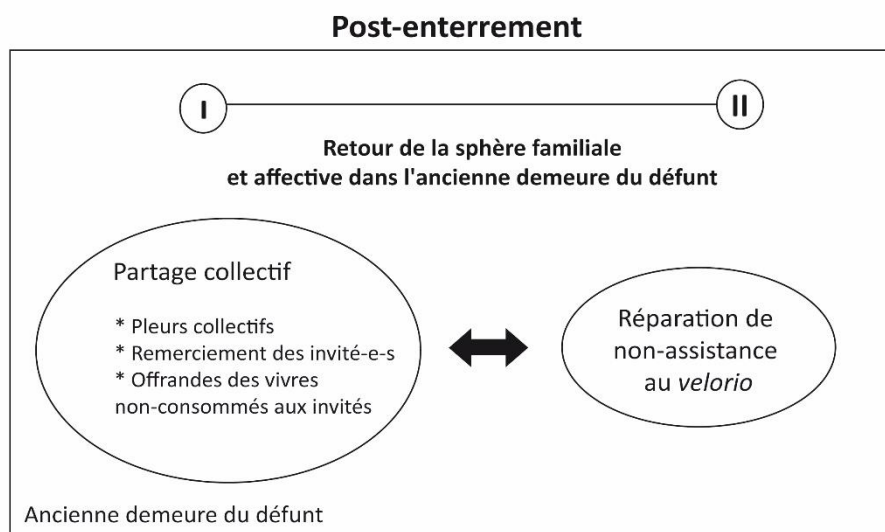 Post-enterrement
I
II
Retour de la sphère familiale
et affective dans l'ancienne demeure du défunt
Partage collectif
* Pleurs collectifs
* Remerciement des invité-e-s
* Offrandes des vivres
non-consommés aux invités
Réparation de
non-assistance
au velorio
Ancienne demeure du défunt